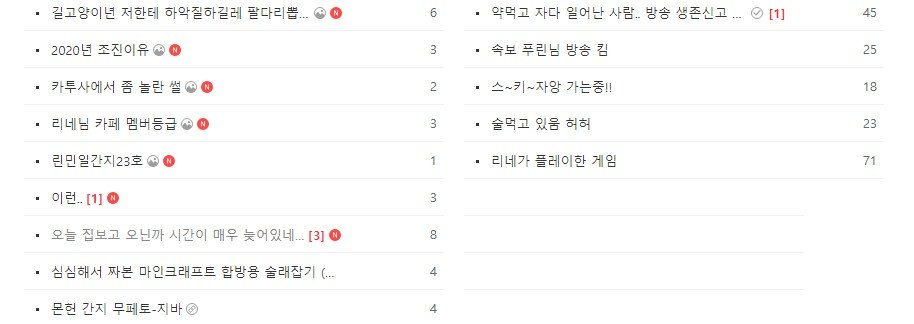 길고양이년 저한테 하악질하길레 팔다리뽑... N 6
2020년 조진이유 N 3
카투사에서 좀 놀란 썰 N 2
리네님 카페 멤버등급 N 3
린민일간지23호 N 1
이런.. [1] N 3
오늘 집보고 오닌까 시간이 매우 늦어있네... [3] N 8
심심해서 짜본 마인크래프트 합방용 술래잡기 (... 4
몬헌 간지 무페토-지바 4
약먹고 자다 일어난 사람.. 방송 생존신고 ... [1] 45
속보 푸린님 방송 킴 25
스~키~자앙 가는중!! 18
술먹고 있음 허허 23
리네가 플레이한 게임 71